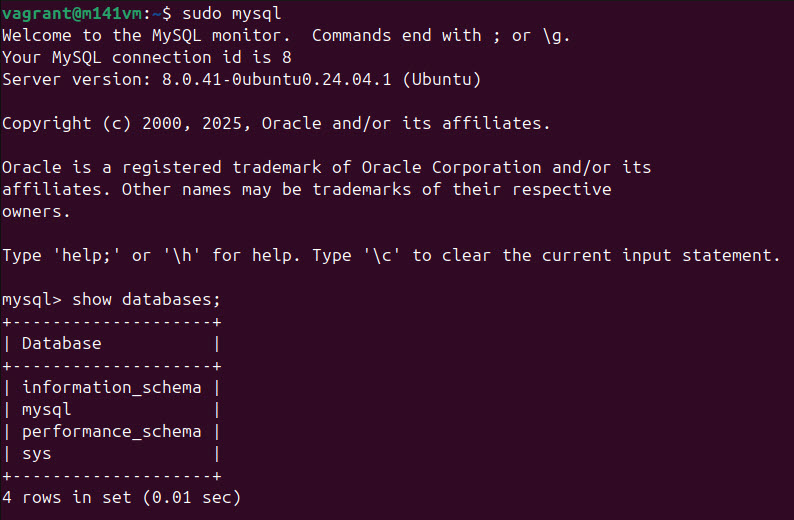 vagrant@m141vm:~$ sudo mysql
Welcome to the MySQL monitor.  Commands end with ; or \g.
Your MySQL connection id is 8
Server version: 8.0.41-0ubuntu0.24.04.1 (Ubuntu)

Copyright (c) 2000, 2025, Oracle and/or its affiliates.

Oracle is a registered trademark of Oracle Corporation and/or its
affiliates. Other names may be trademarks of their respective
owners.

Type 'help;' or '\h' for help. Type '\c' to clear the current input statement.

mysql> show databases;
+--------------------+
| Database           |
+--------------------+
| information_schema |
| mysql              |
| performance_schema |
| sys                |
+--------------------+
4 rows in set (0.01 sec)